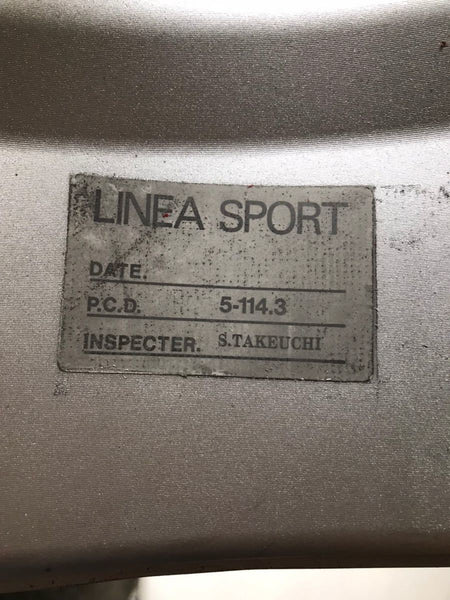 LINEA SPORT
DATE.
P.C.D. 5-114.3
INSPECTER. S.TAKEUCHI